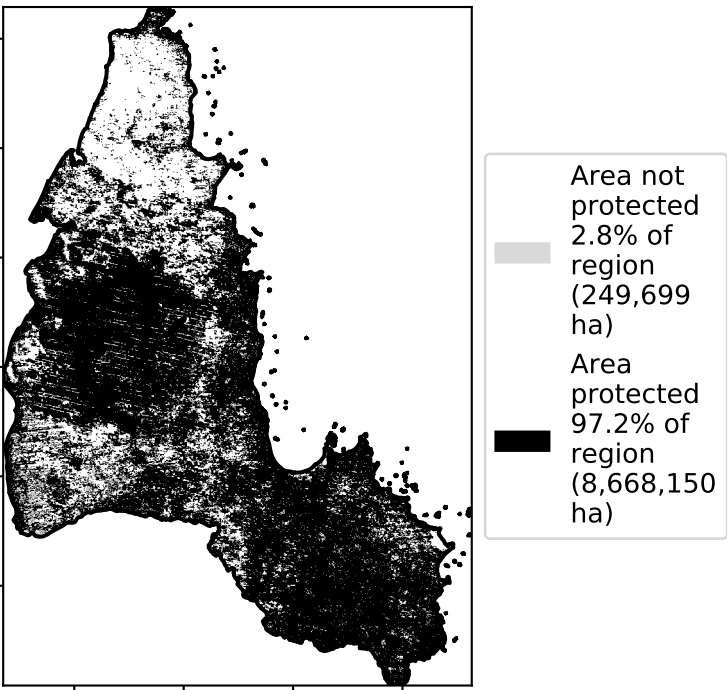 Area not
protected
2.8% of
region
(249,699
ha)
Area
protected
97.2% of
region
(8,668,150
ha)